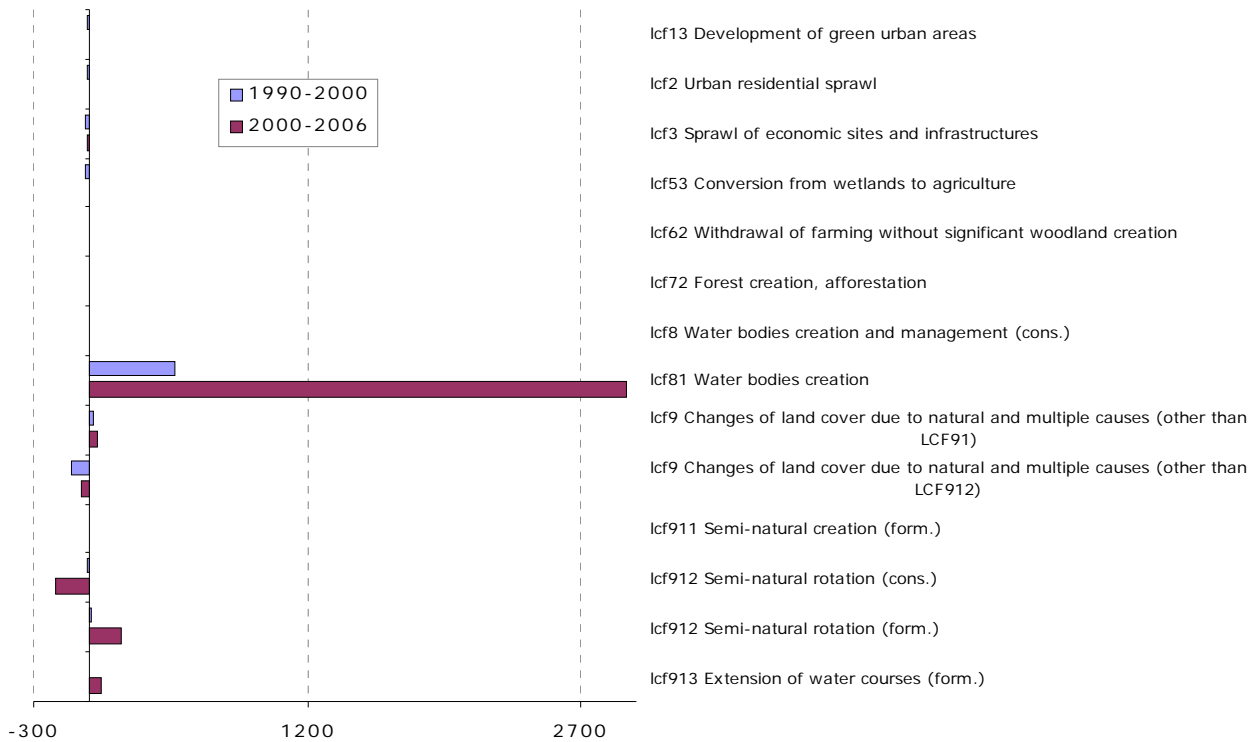 lcf13 Development of green urban areas
lcf2 Urban residential sprawl
1990-2000
2000-2006
lcf3 Sprawl of economic sites and infrastructures
lcf53 Conversion from wetlands to agriculture
lcf62 Withdrawal of farming without significant woodland creation
lcf72 Forest creation, afforestation
lcf8 Water bodies creation and management (cons.)
lcf81 Water bodies creation
lcf9 Changes of land cover due to natural and multiple causes (other than
LCF91)
lcf9 Changes of land cover due to natural and multiple causes (other than
LCF912)
lcf911 Semi-natural creation (form.)
lcf912 Semi-natural rotation (cons.)
lcf912 Semi-natural rotation (form.)
lcf913 Extension of water courses (form.)
-300 1200 2700